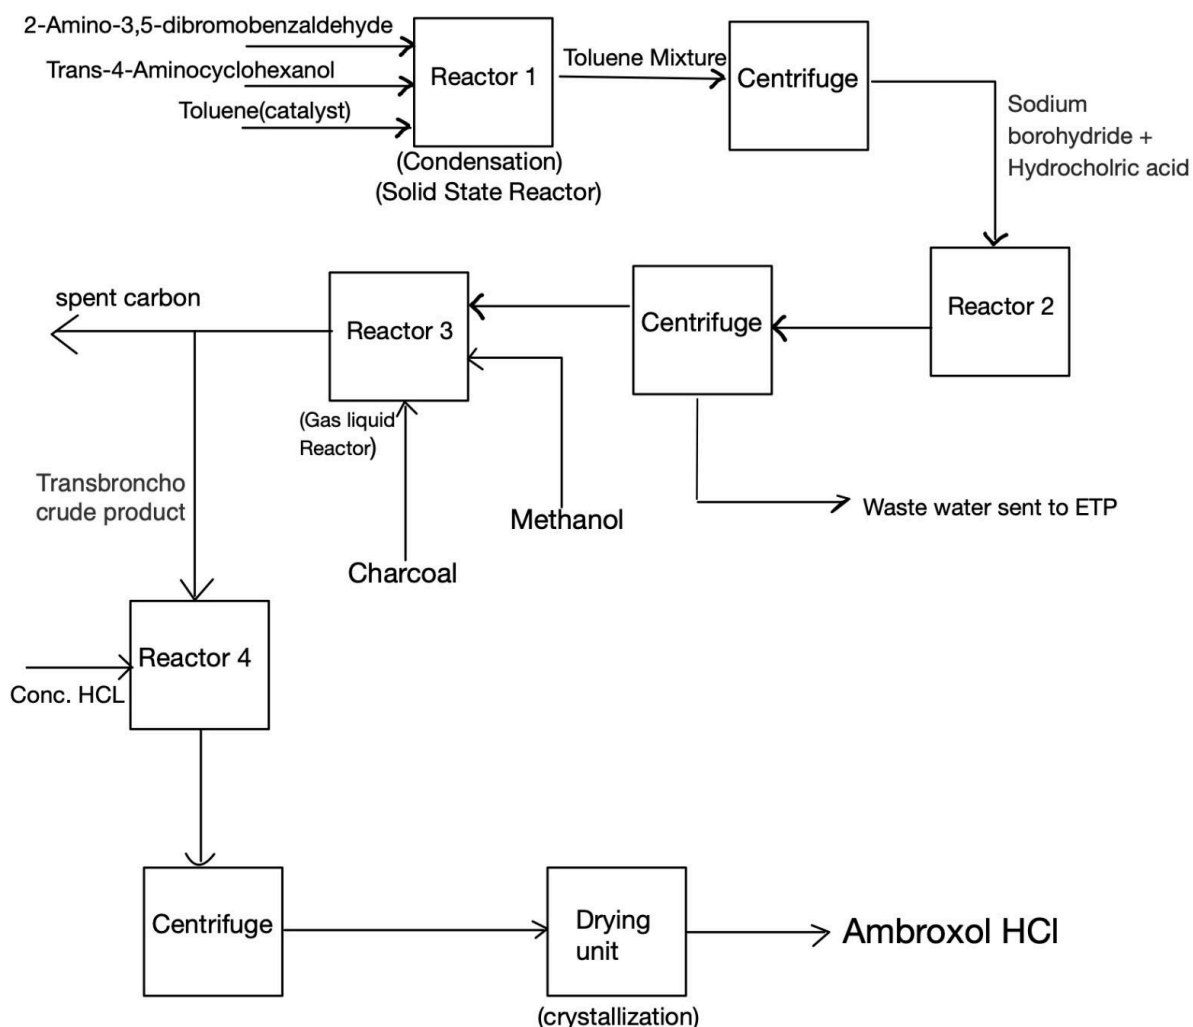 2-Amino-3,5-dibromobenzaldehyde
Trans-4-Aminocyclohexanol
Toluene(catalyst)
Reactor 1
(Condensation)
(Solid State Reactor)
Toluene Mixture
Centrifuge
Sodium
borohydride +
Hydrocholric acid
Reactor 2
Centrifuge
Waste water sent to ETP
Reactor 3
(Gas liquid
Reactor)
Methanol
Charcoal
spent carbon
Transbroncho
crude product
Reactor 4
Conc. HCL
Centrifuge
Drying
unit
(crystallization)
Ambroxol HCl